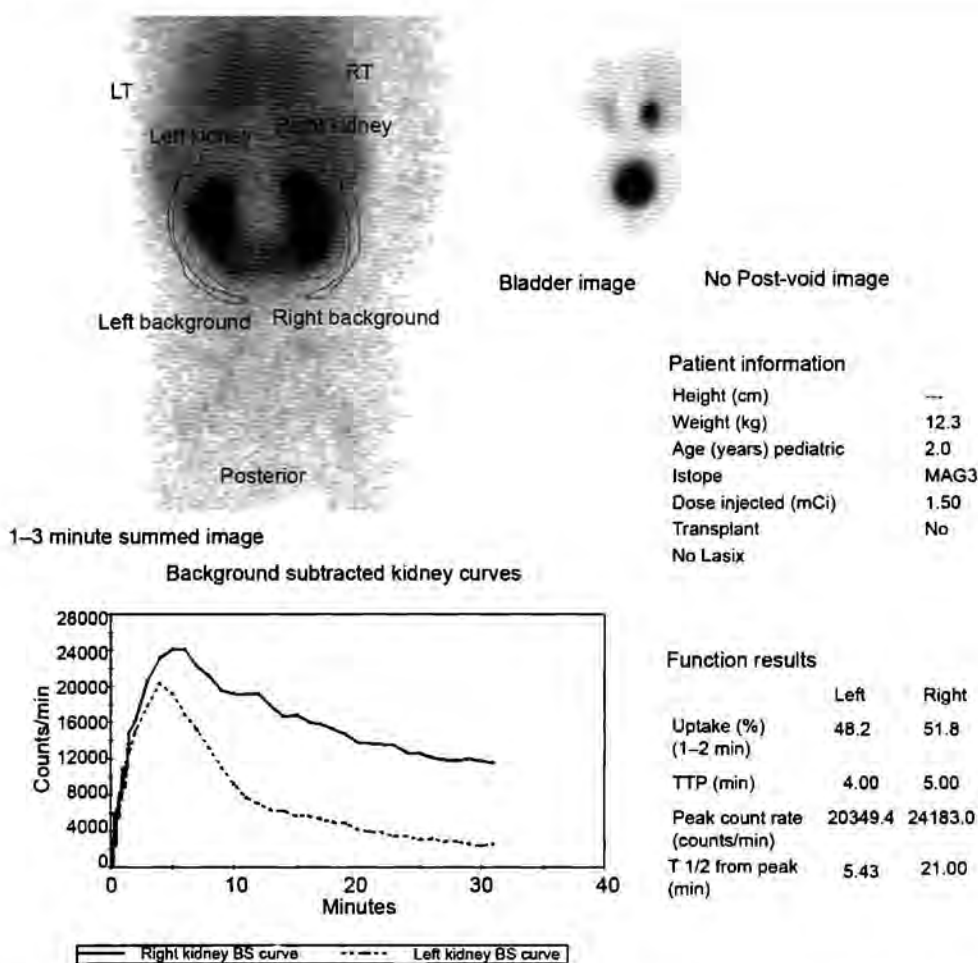 LT
RT
Left kidney
Right kidney
Left background
Right background
Posterior
1–3 minute summed image
Bladder image
No Post-void image
Patient information
Height (cm) ---
Weight (kg) 12.3
Age (years) pediatric 2.0
Istope MAG3
Dose injected (mCi) 1.50
Transplant No
No Lasix
Background subtracted kidney curves
28000
24000
20000
16000
12000
8000
4000
0
Counts/min
0 10 20 30 40
Minutes
Right kidney BS curve Left kidney BS curve
Function results
Left Right
Uptake (%) 48.2 51.8
(1–2 min)
TTP (min) 4.00 5.00
Peak count rate 20349.4 24183.0
(counts/min)
T 1/2 from peak 5.43 21.00
(min)